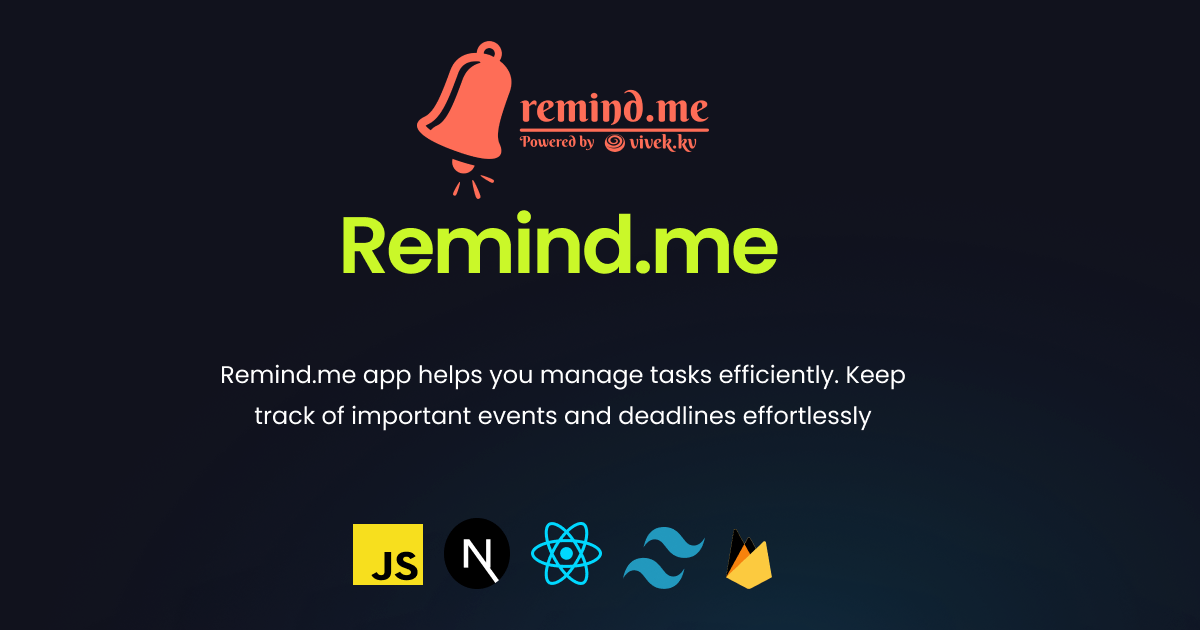 remind.me
Powered by vivek.kv
Remind.me
Remind.me app helps you manage tasks efficiently. Keep
track of important events and deadlines effortlessly
JS N